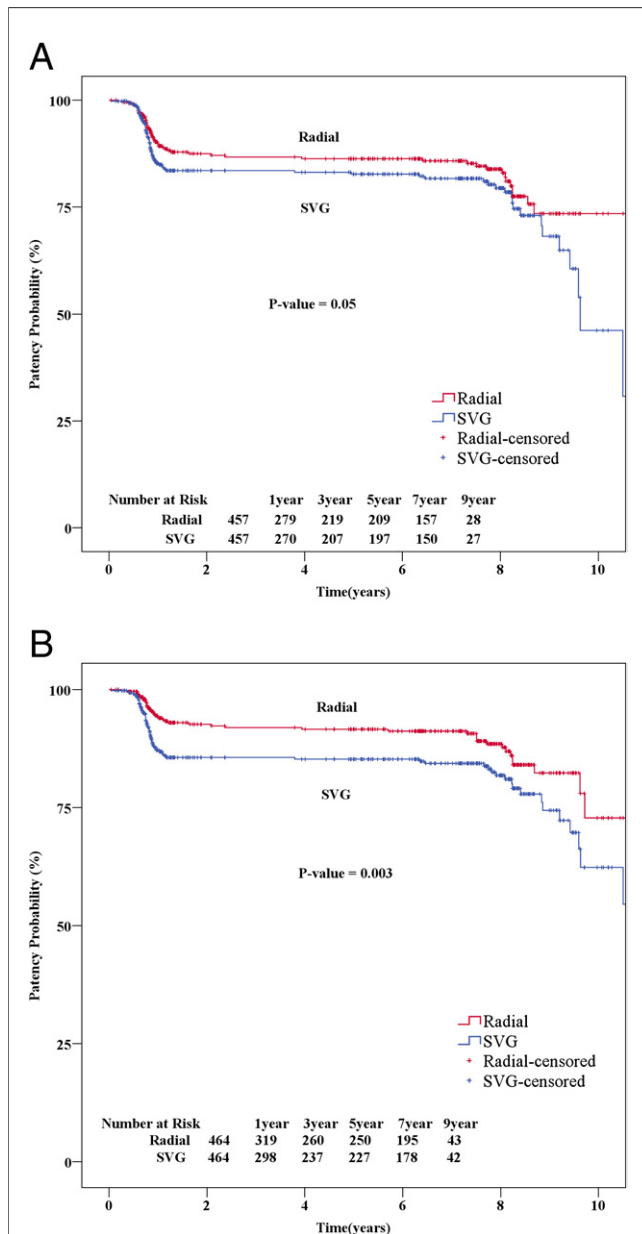 A
100
Radial
75
SVG
Patency Probability (%)
P-value = 0.05
50
Radial
SVG
25
Radial-censored
SVG-censored
Number at Risk 1year 3year 5year 7year 9year
Radial 457 279 219 209 157 28
0
SVG 457 270 207 197 150 27
0 2 4 6 8 10
Time(years)
B
100
Radial
75
SVG
Patency Probability (%)
P-value = 0.003
50
Radial
SVG
25
Radial-censored
SVG-censored
Number at Risk 1year 3year 5year 7year 9year
Radial 464 319 260 250 195 43
0
SVG 464 298 237 227 178 42
0 2 4 6 8 10
Time(years)